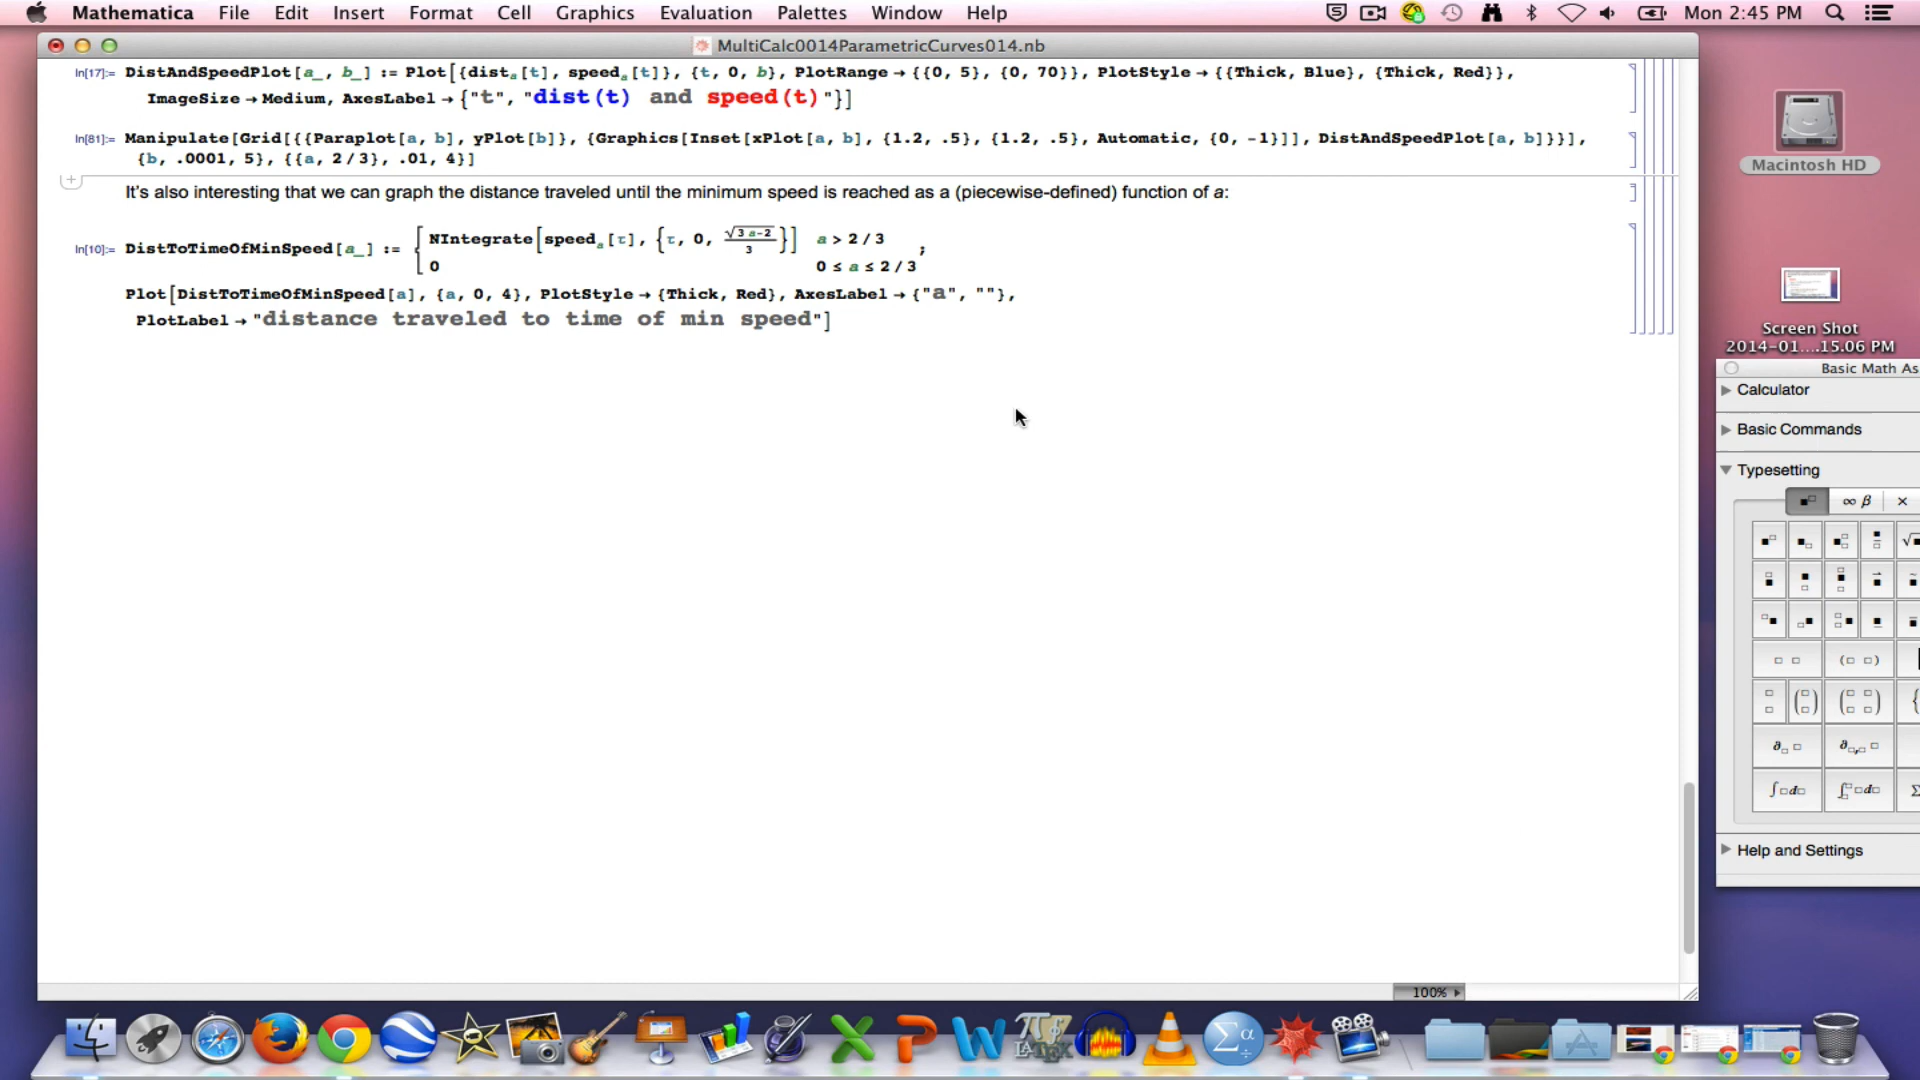 Mathematica File Edit Insert Format Cell Graphics Evaluation Palettes Window Help Mon 2:45 PM
MultiCalc0014ParametricCurves014.nb
In[17]:= DistAndSpeedPlot[a_, b_] := Plot[{dist_a[t], speed_a[t]}, {t, 0, b}, PlotRange → {{0, 5}, {0, 70}}, PlotStyle → {{Thick, Blue}, {Thick, Red}},
ImageSize → Medium, AxesLabel → {"t", "dist(t) and speed(t)"}]
In[81]:= Manipulate[Grid[{{Paraplot[a, b], yPlot[b]}, {Graphics[Inset[xPlot[a, b], {1.2, .5}, {1.2, .5}, Automatic, {0, -1}]], DistAndSpeedPlot[a, b]}}],
{b, .0001, 5}, {{a, 2/3}, .01, 4}]
It's also interesting that we can graph the distance traveled until the minimum speed is reached as a (piecewise-defined) function of a:
In[10]:= DistToTimeOfMinSpeed[a_] := { NIntegrate[speed_a[τ], {τ, 0, √(3 a-2)/3}] a > 2/3
0 0 ≤ a ≤ 2/3 ;
Plot[DistToTimeOfMinSpeed[a], {a, 0, 4}, PlotStyle → {Thick, Red}, AxesLabel → {"a", ""},
PlotLabel → "distance traveled to time of min speed"]
100%
Macintosh HD
Screen Shot
2014-01....15.06 PM
Basic Math As
Calculator
Basic Commands
Typesetting
∞ β
Help and Settings